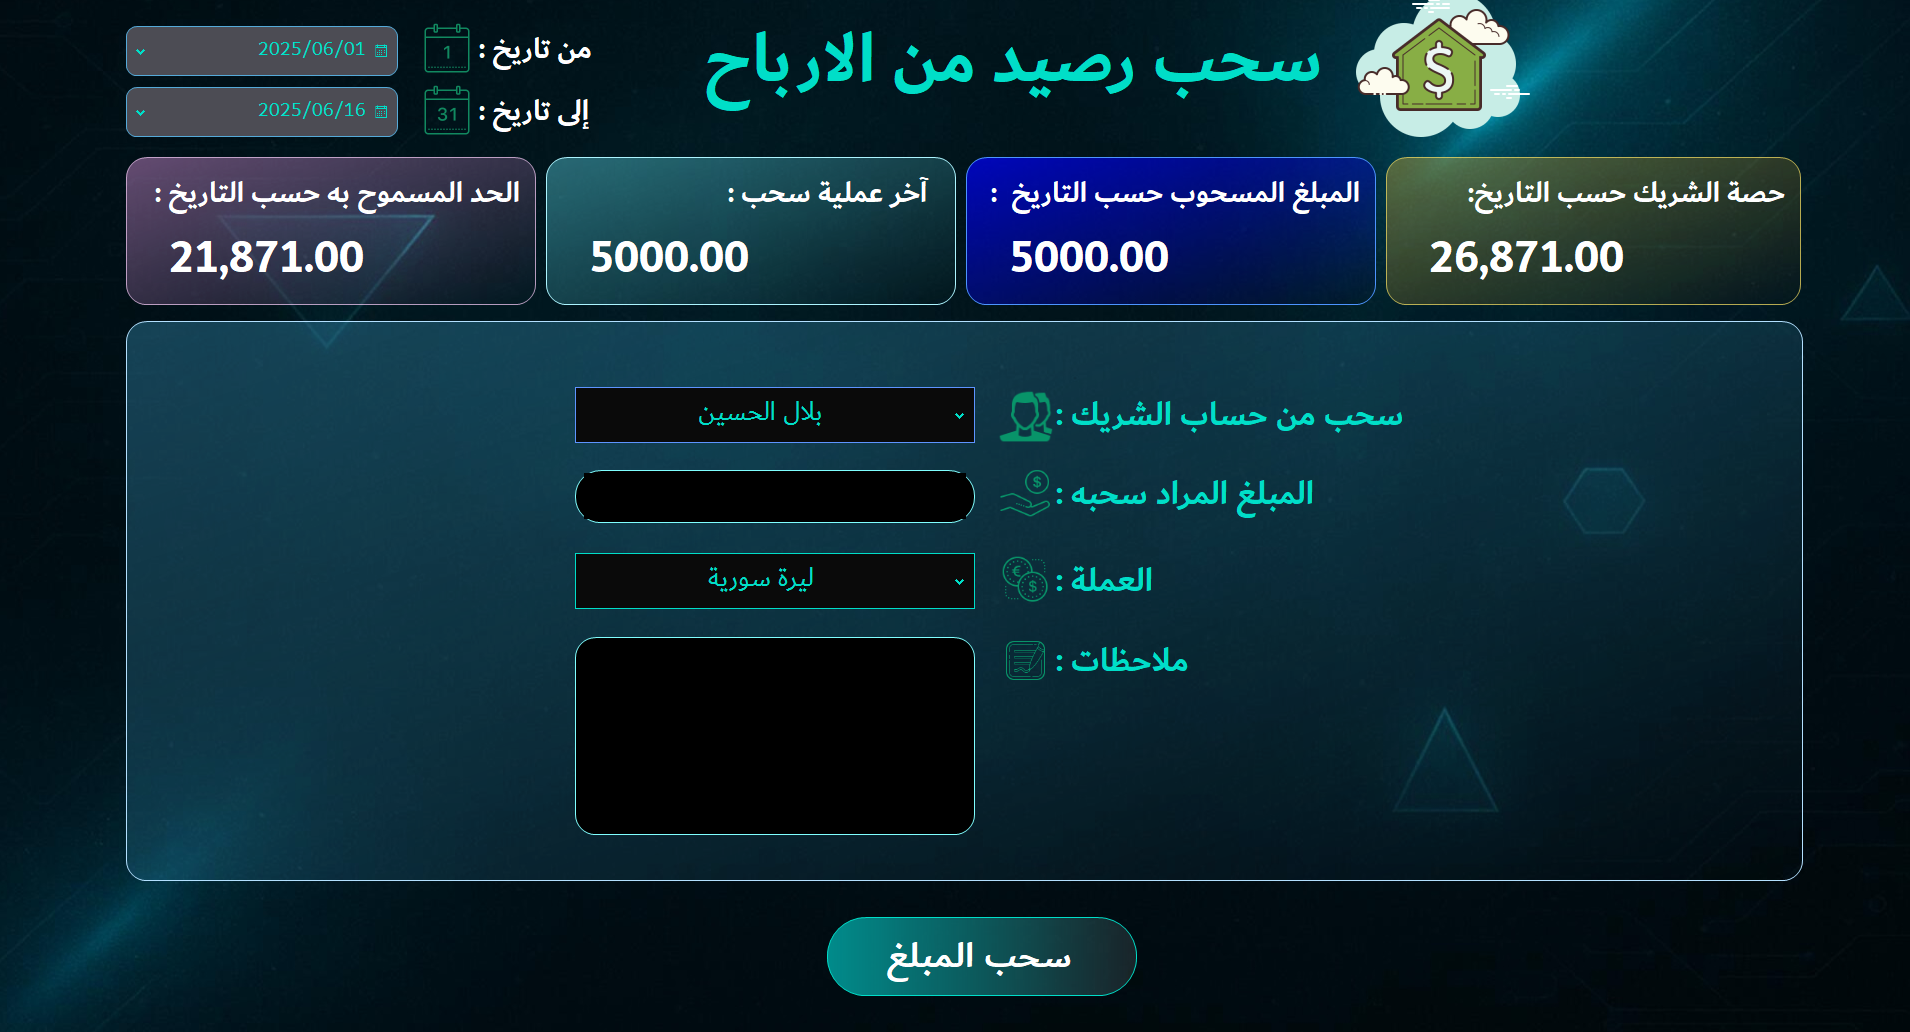 سحب رصيد من الارباح
من تاريخ :
1
2025/06/01
إلى تاريخ :
31
2025/06/16
حصة الشريك حسب التاريخ:
26,871.00
المبلغ المسحوب حسب التاريخ :
5000.00
آخر عملية سحب :
5000.00
الحد المسموح به حسب التاريخ :
21,871.00
سحب من حساب الشريك :
بلال الحسين
المبلغ المراد سحبه :
العملة :
ليرة سورية
ملاحظات :
سحب المبلغ